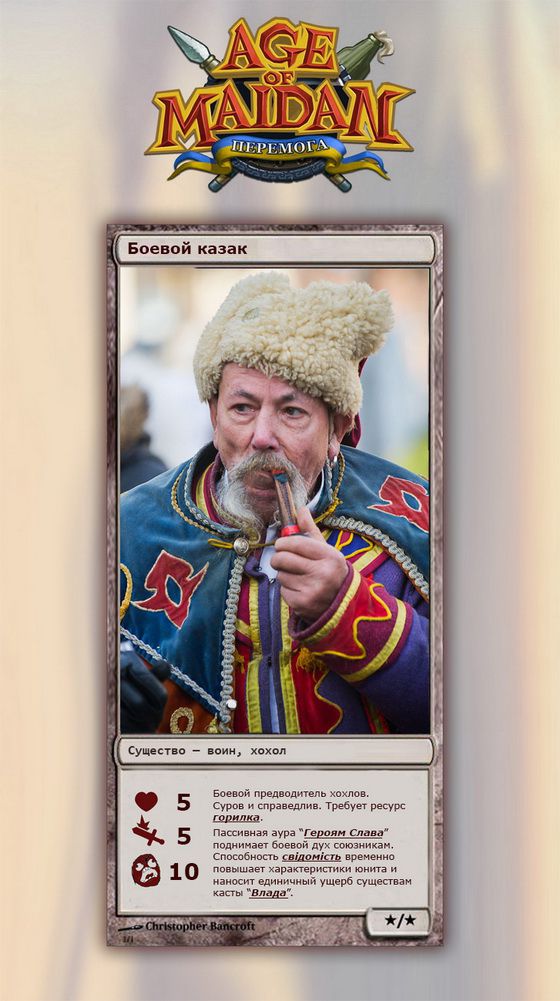 AGE
OF
MAIDAN
ПЕРЕМОГА
Боевой казак
Существо — воин, хохол
5
Боевой предводитель хохлов.
Суров и справедлив. Требует ресурс
горилка.
5
Пассивная аура “Героям Слава”
поднимает боевой дух союзникам.
Способность свідомість временно
10
повышает характеристики юнита и
наносит единичный ущерб существам
касты “Влада”.
★/★
Christopher Bancroft
1/1